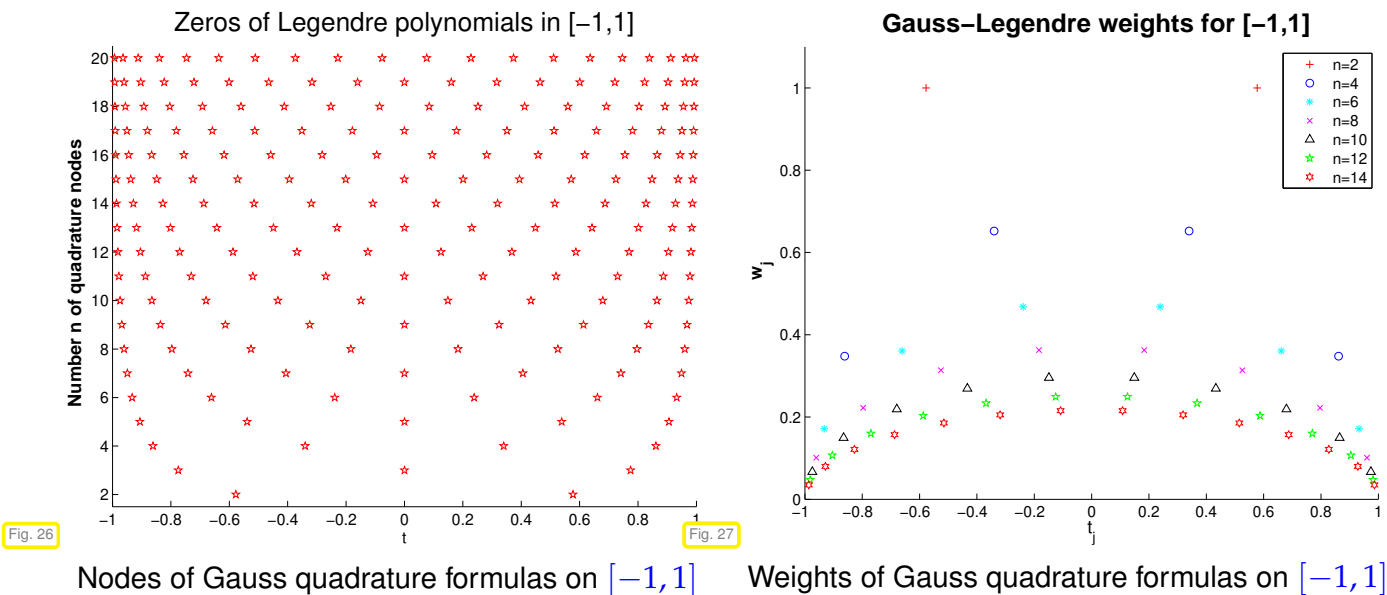 Zeros of Legendre polynomials in [−1,1]
20
18
16
14
12
10
8
6
4
2
Number n of quadrature nodes
−1 −0.8 −0.6 −0.4 −0.2 0 0.2 0.4 0.6 0.8 1
t
Fig. 26
Nodes of Gauss quadrature formulas on [−1, 1]
Gauss−Legendre weights for [−1,1]
n=2
n=4
n=6
n=8
n=10
n=12
n=14
1
0.8
0.6
0.4
0.2
0
w_j
−1 −0.8 −0.6 −0.4 −0.2 0 0.2 0.4 0.6 0.8 1
t_j
Fig. 27
Weights of Gauss quadrature formulas on [−1, 1]